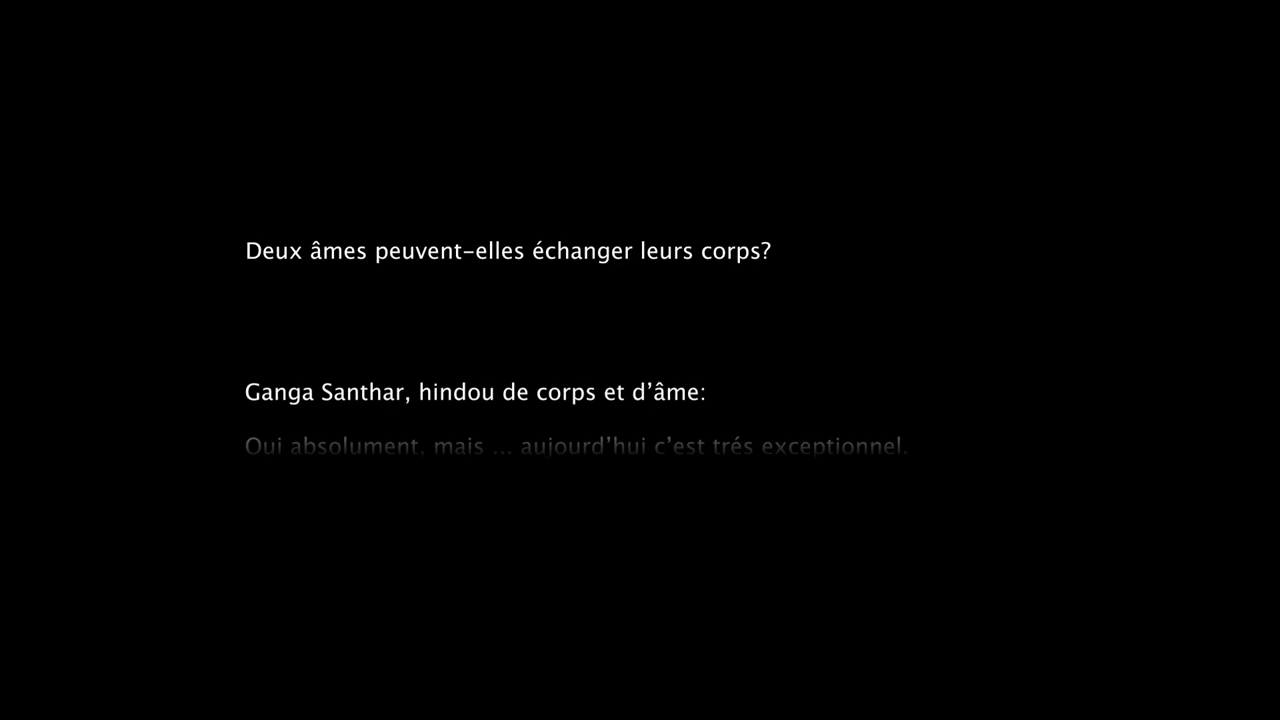 Deux âmes peuvent-elles échanger leurs corps?
Ganga Santhar, hindou de corps et d’âme:
Oui absolument, mais ... aujourd’hui c’est trés exceptionnel.